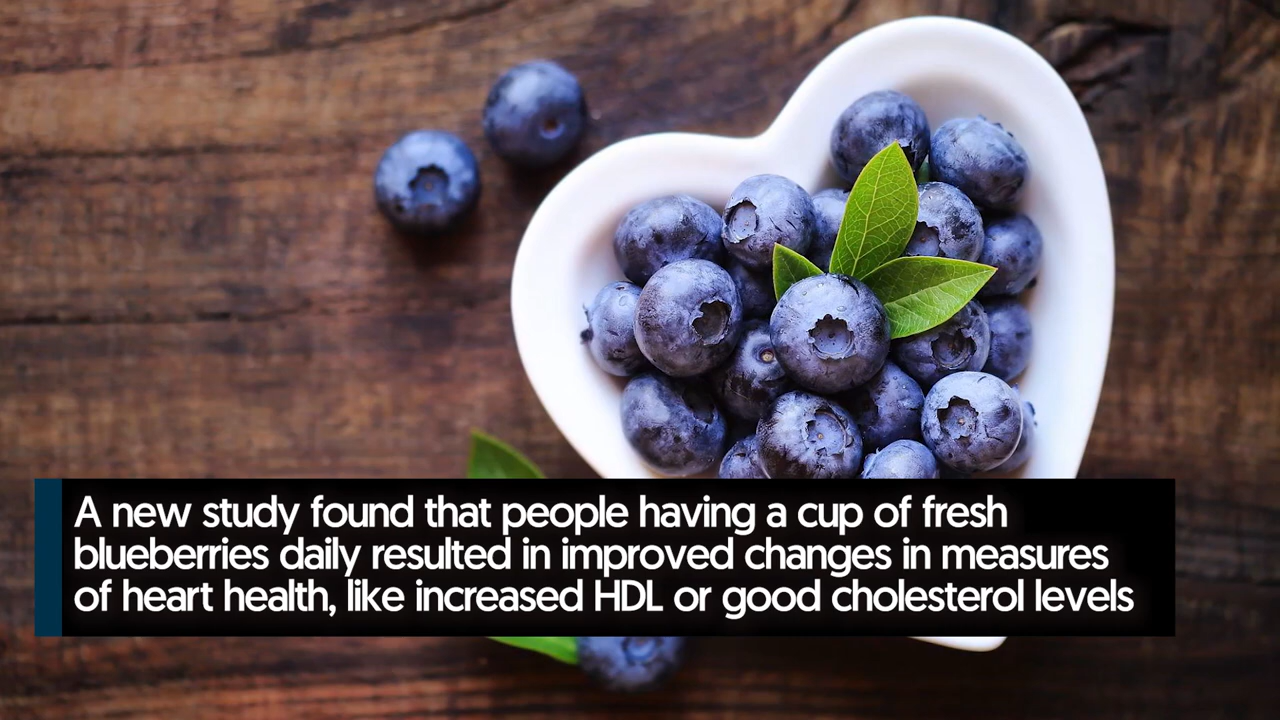 A new study found that people having a cup of fresh
blueberries daily resulted in improved changes in measures
of heart health, like increased HDL or good cholesterol levels